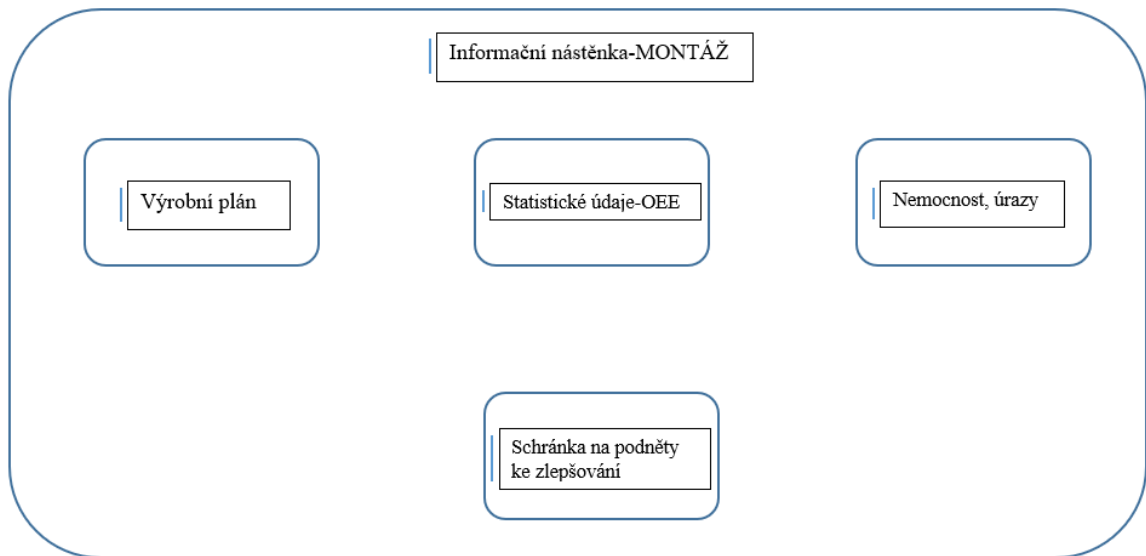 Informační nástěnka-MONTÁŽ
Výrobní plán
Statistické údaje-OEE
Nemocnost, úrazy
Schránka na podněty
ke zlepšování